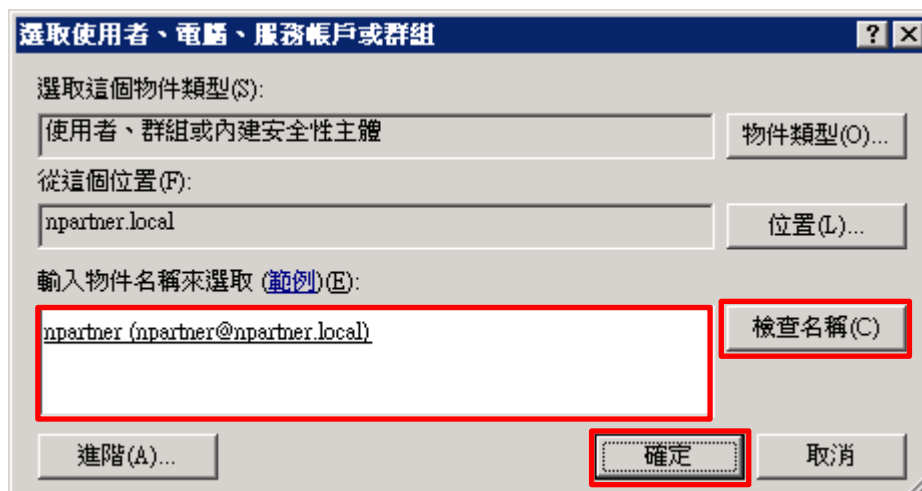 選取使用者、電腦、服務帳戶或群組
選取這個物件類型(S):
使用者、群組或內建安全性主體
物件類型(O)...
從這個位置(F):
npartner.local
位置(L)...
輸入物件名稱來選取 (範例)(E):
npartner (npartner@npartner.local)
檢查名稱(C)
進階(A)...
確定
取消